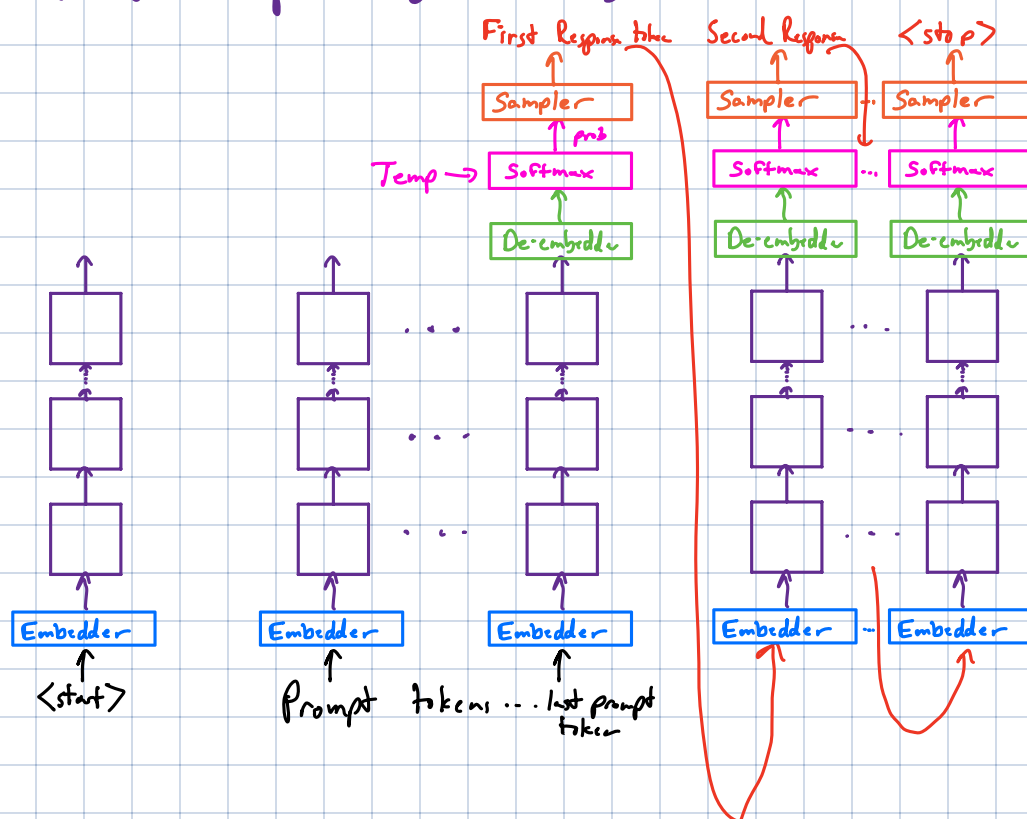 First Response token Second Response <stop>
Sampler Sampler ... Sampler
prob
Temp → Softmax Softmax ... Softmax
De-embedder De-embedder De-embedder
Embedder Embedder Embedder Embedder ... Embedder
<start> Prompt tokens ... last prompt
token